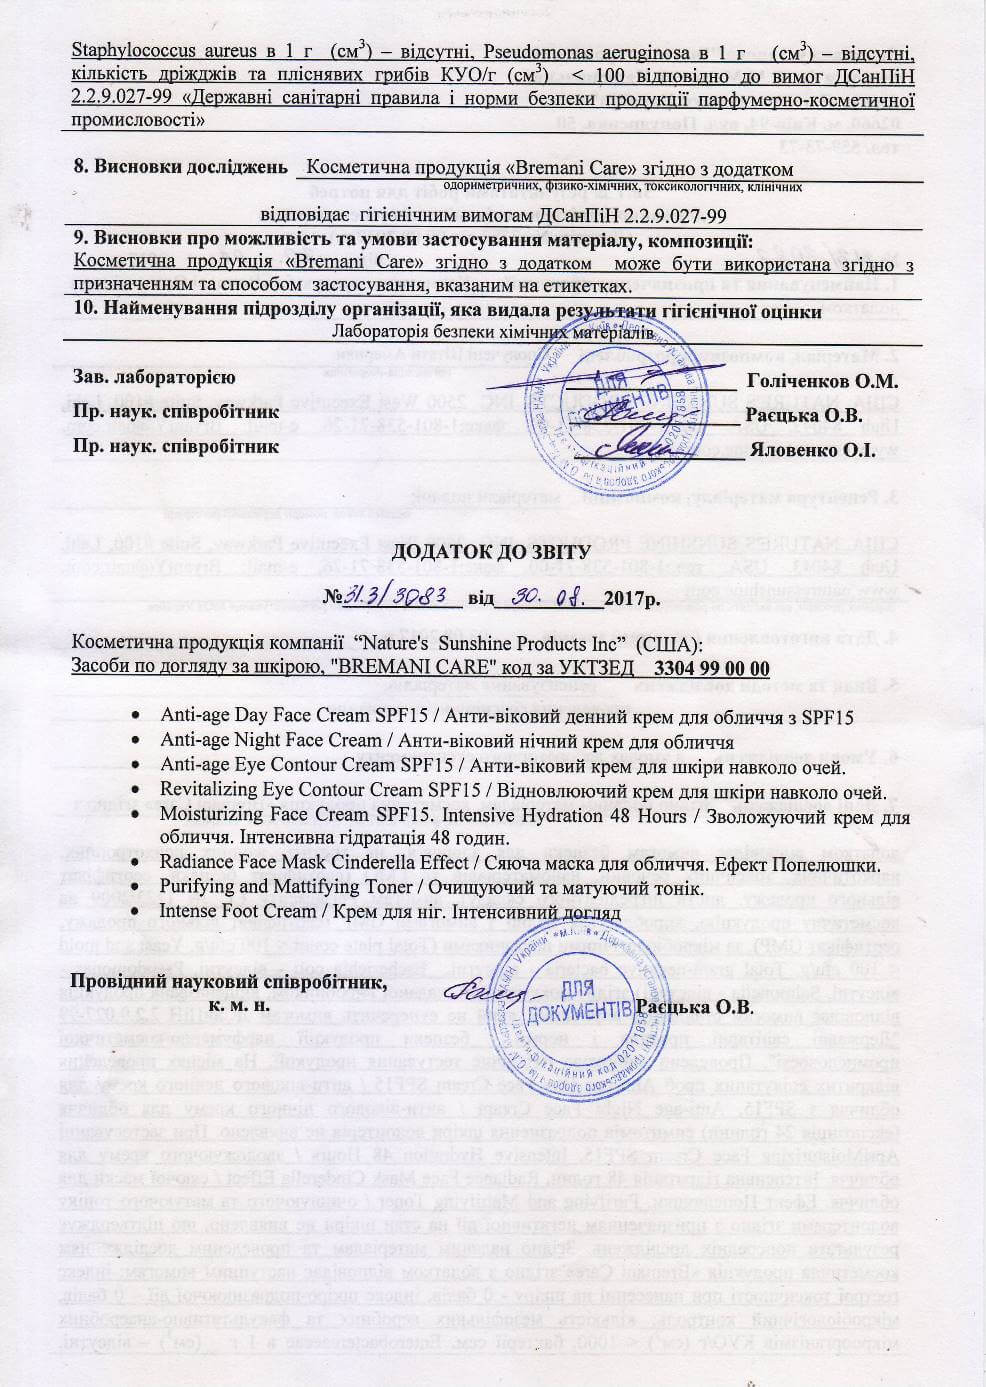 Staphylococcus aureus в 1 г (см³) – відсутні, Pseudomonas aeruginosa в 1 г (см³) – відсутні,
кількість дріжджів та пліснявих грибів КУО/г (см³) < 100 відповідно до вимог ДСанПіН
2.2.9.027-99 «Державні санітарні правила і норми безпеки продукції парфумерно-косметичної
промисловості»
8. Висновки досліджень Косметична продукція «Bremani Care» згідно з додатком
одориметричних, фізико-хімічних, токсикологічних, клінічних
відповідає гігієнічним вимогам ДСанПіН 2.2.9.027-99
9. Висновки про можливість та умови застосування матеріалу, композиції:
Косметична продукція «Bremani Care» згідно з додатком може бути використана згідно з
призначенням та способом застосування, вказаним на етикетках.
10. Найменування підрозділу організації, яка видала результати гігієнічної оцінки
Лабораторія безпеки хімічних матеріалів
Зав. лабораторією Голіченков О.М.
Пр. наук. співробітник Раєцька О.В.
Пр. наук. співробітник Яловенко О.І.
ДЛЯ
ДОКУМЕНТІВ
ДОДАТОК ДО ЗВІТУ
№31.3/3083 від 30. 08. 2017р.
Косметична продукція компанії “Nature's Sunshine Products Inc” (США):
Засоби по догляду за шкірою, "BREMANI CARE" код за УКТЗЕД 3304 99 00 00
• Anti-age Day Face Cream SPF15 / Анти-віковий денний крем для обличчя з SPF15
• Anti-age Night Face Cream / Анти-віковий нічний крем для обличчя
• Anti-age Eye Contour Cream SPF15 / Анти-віковий крем для шкіри навколо очей.
• Revitalizing Eye Contour Cream SPF15 / Відновлюючий крем для шкіри навколо очей.
• Moisturizing Face Cream SPF15. Intensive Hydration 48 Hours / Зволожуючий крем для
обличчя. Інтенсивна гідратація 48 годин.
• Radiance Face Mask Cinderella Effect / Сяюча маска для обличчя. Ефект Попелюшки.
• Purifying and Mattifying Toner / Очищуючий та матуючий тонік.
• Intense Foot Cream / Крем для ніг. Інтенсивний догляд
Провідний науковий співробітник,
к. м. н. Раєцька О.В.
ДЛЯ
ДОКУМЕНТІВ
Ідентифікаційний код 02011858